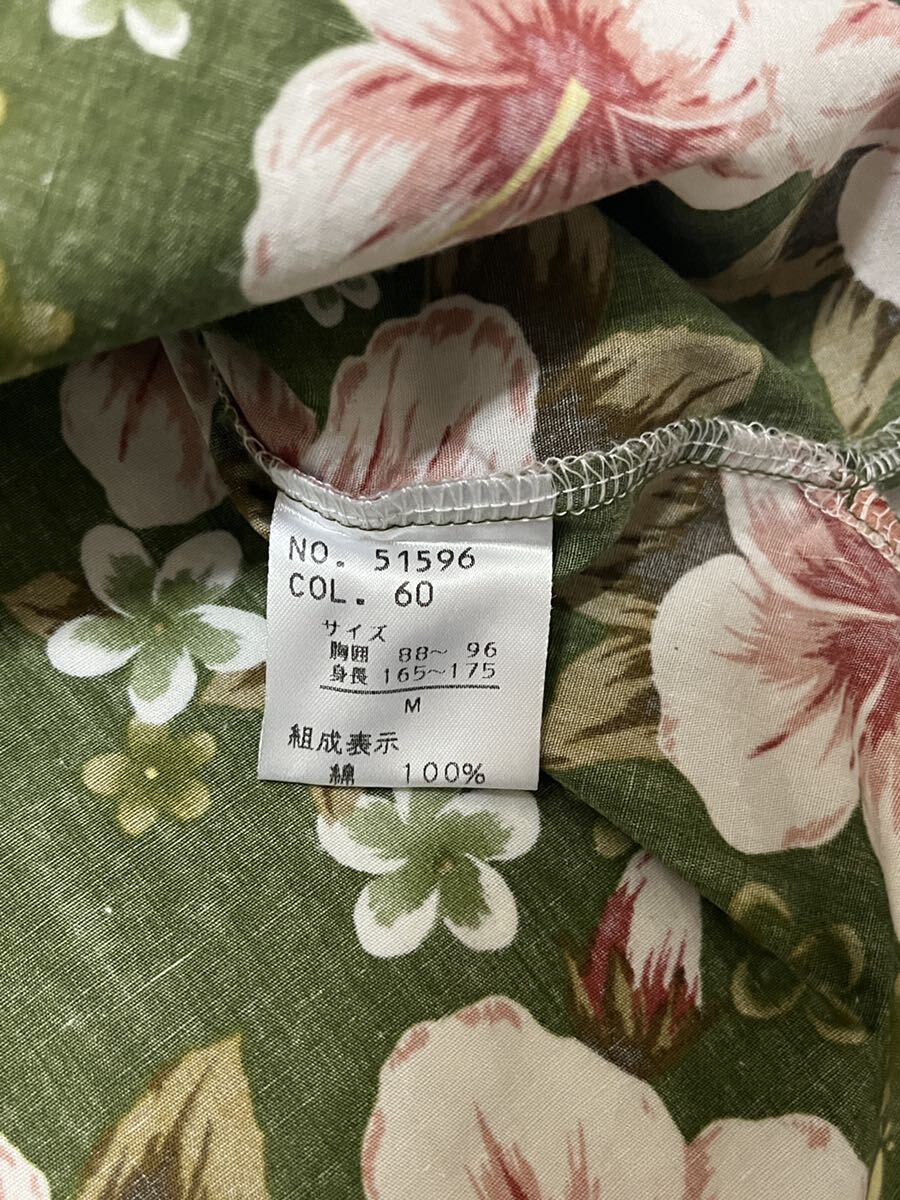 NO. 51596
COL. 60
サイズ
胸囲 88～ 96
身長 165～175
M
組成表示
綿 100%